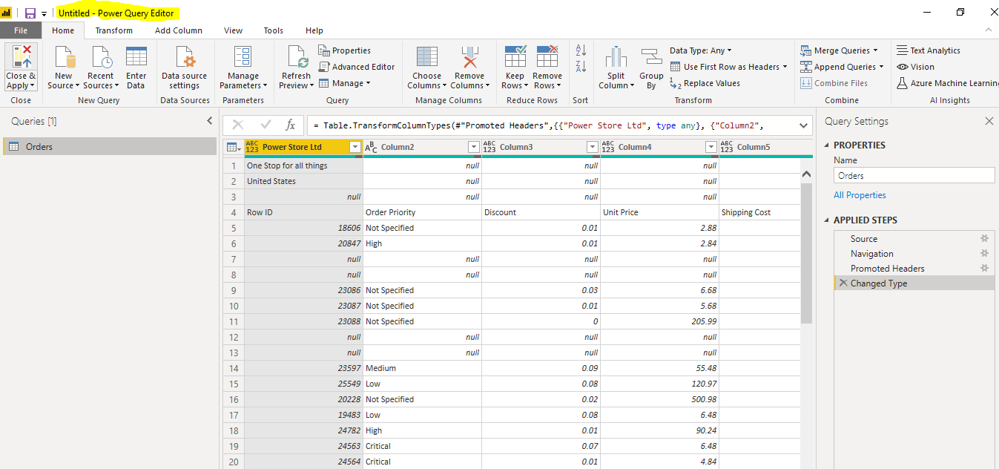 Untitled - Power Query Editor
File Home Transform Add Column View Tools Help
Close & Apply
New Source
Recent Sources
Enter Data
Data source settings
Manage Parameters
Refresh Preview
Properties
Advanced Editor
Manage
Choose Columns
Remove Columns
Keep Rows
Remove Rows
A Z
Z A
Split Column
Group By
Data Type: Any
Use First Row as Headers
1 2 Replace Values
Merge Queries
Append Queries
Combine Files
Text Analytics
Vision
Azure Machine Learning
Close New Query Data Sources Parameters Query Manage Columns Reduce Rows Sort Transform Combine AI Insights
Queries [1]
Orders
fx = Table.TransformColumnTypes(#"Promoted Headers",{{"Power Store Ltd", type any}, {"Column2",
ABC 123 Power Store Ltd ABC Column2 ABC 123 Column3 ABC 123 Column4 ABC 123 Column5
1 One Stop for all things null null null
2 United States null null null
3 null null null null
4 Row ID Order Priority Discount Unit Price Shipping Cost
5 18606 Not Specified 0.01 2.88
6 20847 High 0.01 2.84
7 null null null null
8 null null null null
9 23086 Not Specified 0.03 6.68
10 23087 Not Specified 0.01 5.68
11 23088 Not Specified 0 205.99
12 null null null null
13 null null null null
14 23597 Medium 0.09 55.48
15 25549 Low 0.08 120.97
16 20228 Not Specified 0.02 500.98
17 19483 Low 0.08 6.48
18 24782 High 0.01 90.24
19 24563 Critical 0.07 6.48
20 24564 Critical 0.01 4.84
Query Settings
PROPERTIES
Name
Orders
All Properties
APPLIED STEPS
Source
Navigation
Promoted Headers
Changed Type